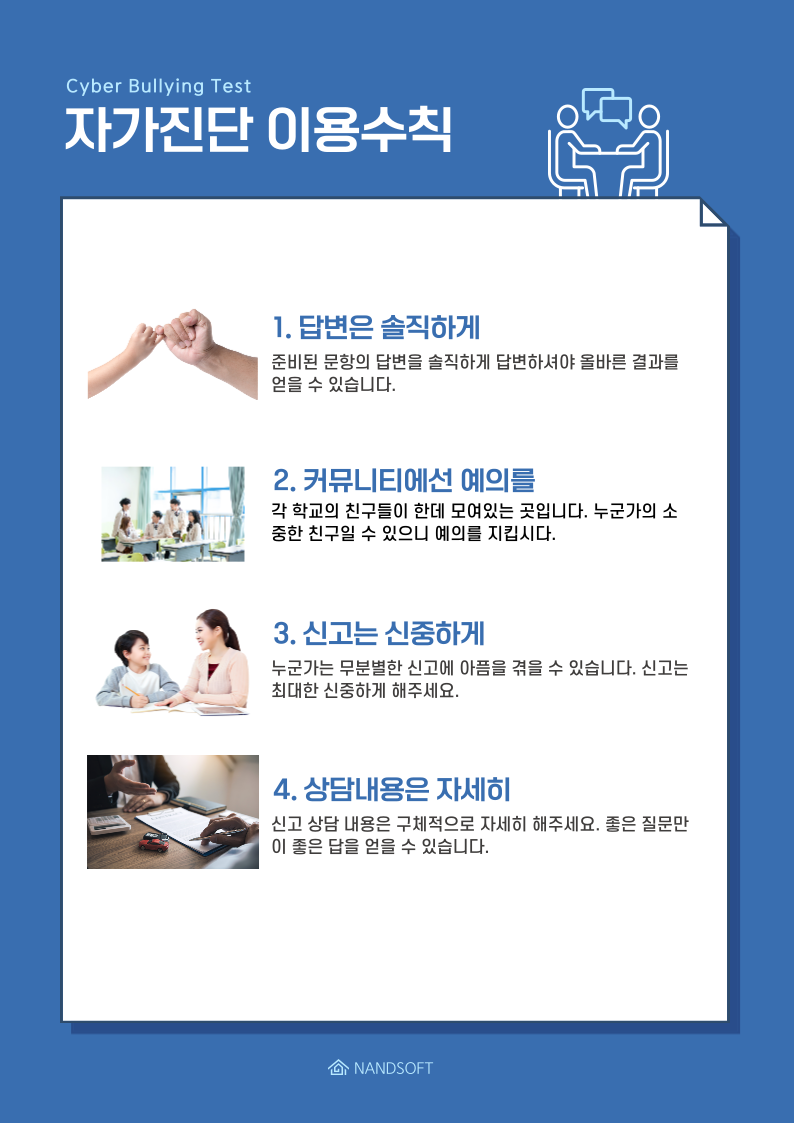 Cyber Bullying Test
자가진단 이용수칙
1. 답변은 솔직하게
준비된 문항의 답변을 솔직하게 답변하셔야 올바른 결과를
얻을 수 있습니다.
2. 커뮤니티에선 예의를
각 학교의 친구들이 한데 모여있는 곳입니다. 누군가의 소
중한 친구일 수 있으니 예의를 지킵시다.
3. 신고는 신중하게
누군가는 무분별한 신고에 아픔을 겪을 수 있습니다. 신고는
최대한 신중하게 해주세요.
4. 상담내용은 자세히
신고 상담 내용은 구체적으로 자세히 해주세요. 좋은 질문만
이 좋은 답을 얻을 수 있습니다.
NANDSOFT